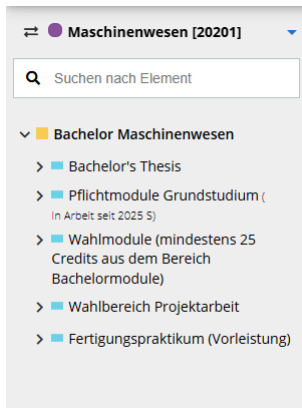 Maschinenwesen [20201]
Suchen nach Element
Bachelor Maschinenwesen
Bachelor's Thesis
Pflichtmodule Grundstudium (
In Arbeit seit 2025 S)
Wahlmodule (mindestens 25
Credits aus dem Bereich
Bachelormodule)
Wahlbereich Projektarbeit
Fertigungspraktikum (Vorleistung)